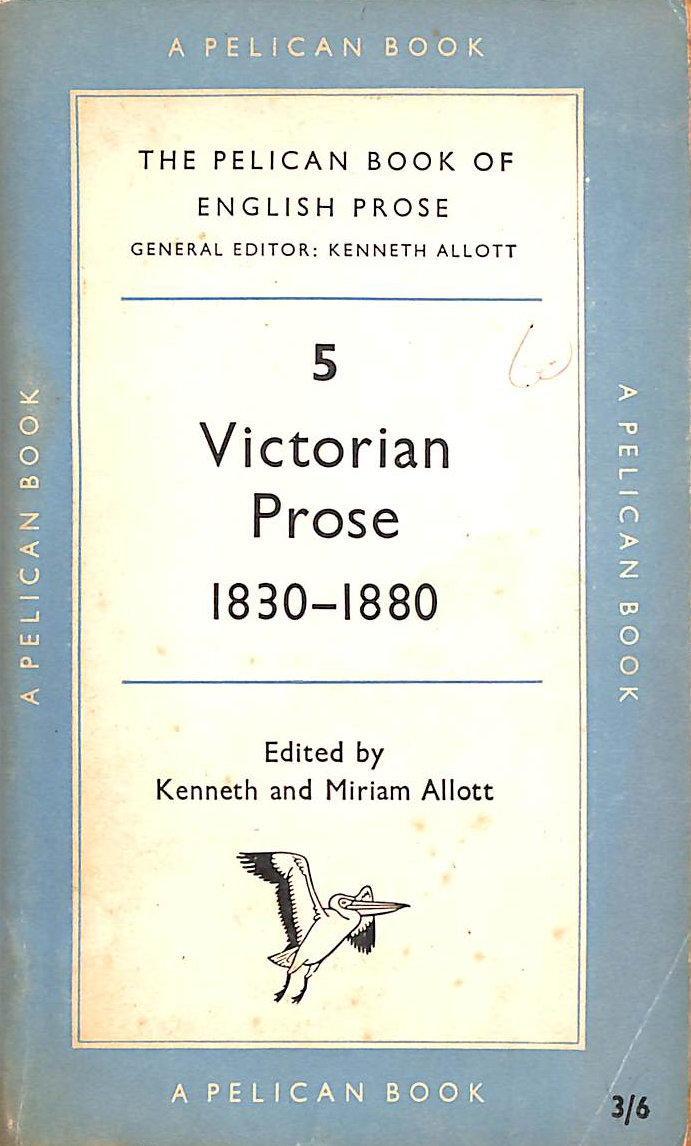 A PELICAN BOOK
THE PELICAN BOOK OF
ENGLISH PROSE
GENERAL EDITOR: KENNETH ALLOTT
5
Victorian
Prose
1830–1880
Edited by
Kenneth and Miriam Allott
A PELICAN BOOK
A PELICAN BOOK
A PELICAN BOOK
3/6